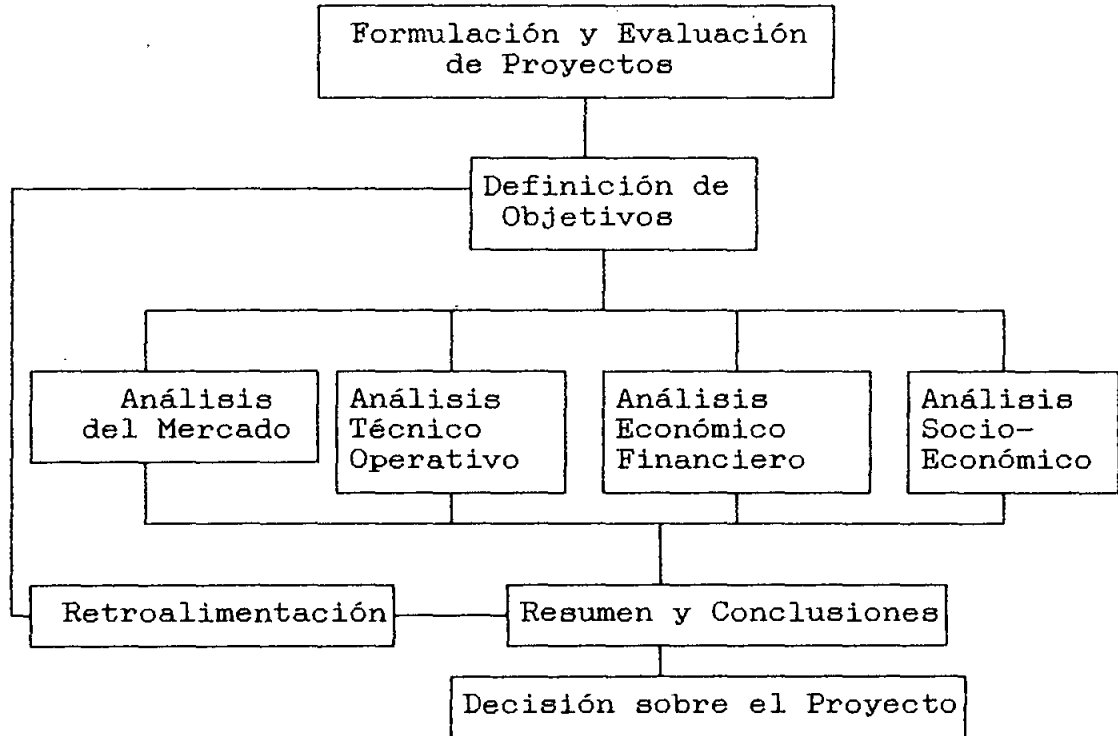 Formulación y Evaluación
de Proyectos
Definición de
Objetivos
Análisis
del Mercado
Análisis
Técnico
Operativo
Análisis
Económico
Financiero
Análisis
Socio-
Económico
Retroalimentación
Resumen y Conclusiones
Decisión sobre el Proyecto